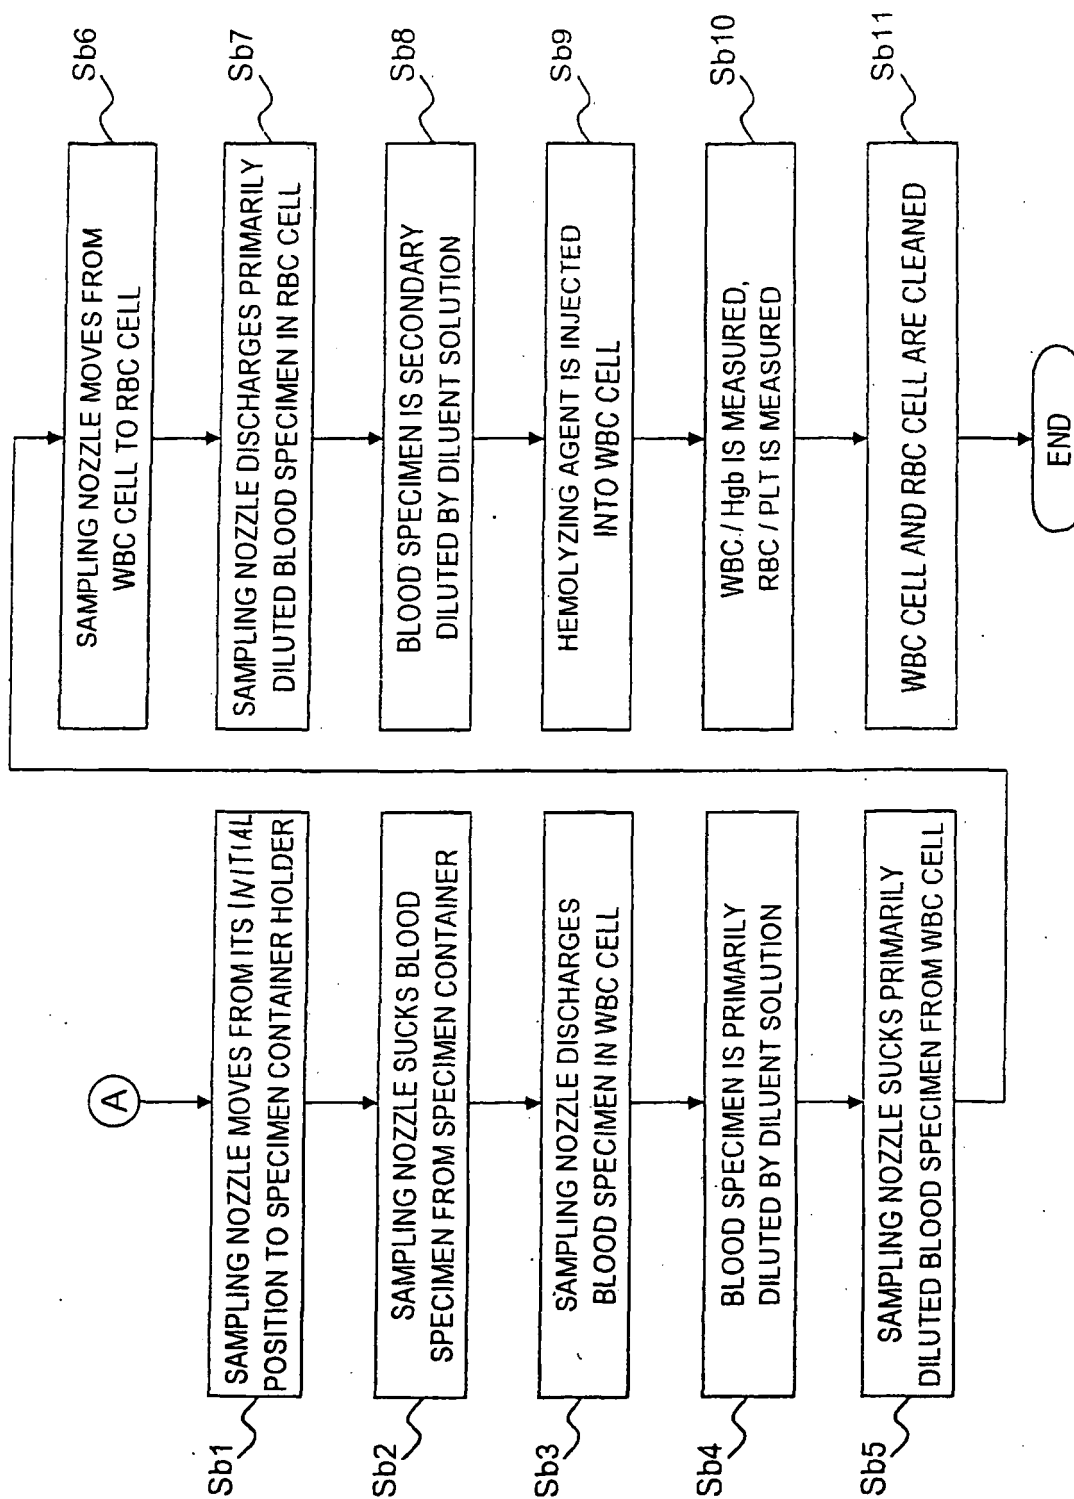 A
Sb1
SAMPLING NOZZLE MOVES FROM ITS INITIAL
POSITION TO SPECIMEN CONTAINER HOLDER
Sb2
SAMPLING NOZZLE SUCKS BLOOD
SPECIMEN FROM SPECIMEN CONTAINER
Sb3
SAMPLING NOZZLE DISCHARGES
BLOOD SPECIMEN IN WBC CELL
Sb4
BLOOD SPECIMEN IS PRIMARILY
DILUTED BY DILUENT SOLUTION
Sb5
SAMPLING NOZZLE SUCKS PRIMARILY
DILUTED BLOOD SPECIMEN FROM WBC CELL
Sb6
SAMPLING NOZZLE MOVES FROM
WBC CELL TO RBC CELL
Sb7
SAMPLING NOZZLE DISCHARGES PRIMARILY
DILUTED BLOOD SPECIMEN IN RBC CELL
Sb8
BLOOD SPECIMEN IS SECONDARY
DILUTED BY DILUENT SOLUTION
Sb9
HEMOLYZING AGENT IS INJECTED
INTO WBC CELL
Sb10
WBC / Hgb IS MEASURED,
RBC / PLT IS MEASURED
Sb11
WBC CELL AND RBC CELL ARE CLEANED
END